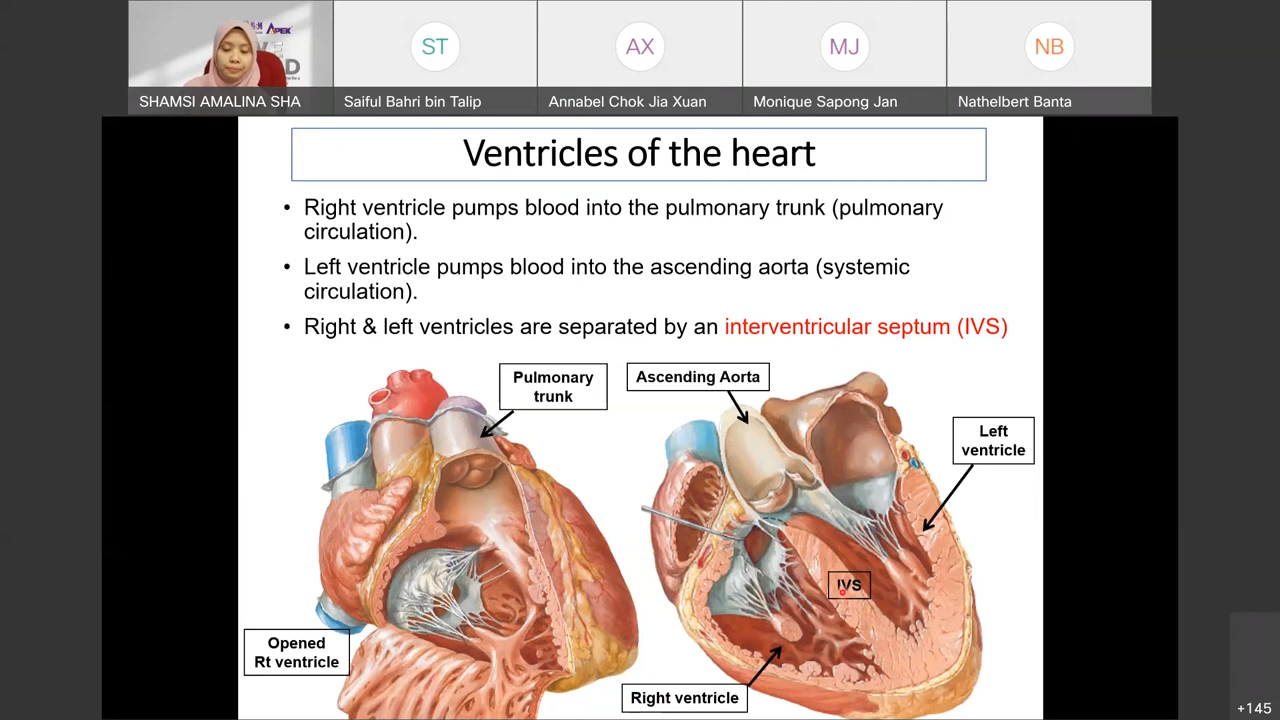 APEK
SHAMSI AMALINA SHA
ST
Saiful Bahri bin Talip
AX
Annabel Chok Jia Xuan
MJ
Monique Sapong Jan
NB
Nathelbert Banta
Ventricles of the heart
• Right ventricle pumps blood into the pulmonary trunk (pulmonary
circulation).
• Left ventricle pumps blood into the ascending aorta (systemic
circulation).
• Right & left ventricles are separated by an interventricular septum (IVS)
Pulmonary
trunk
Ascending Aorta
Left
ventricle
IVS
Opened
Rt ventricle
Right ventricle
+145